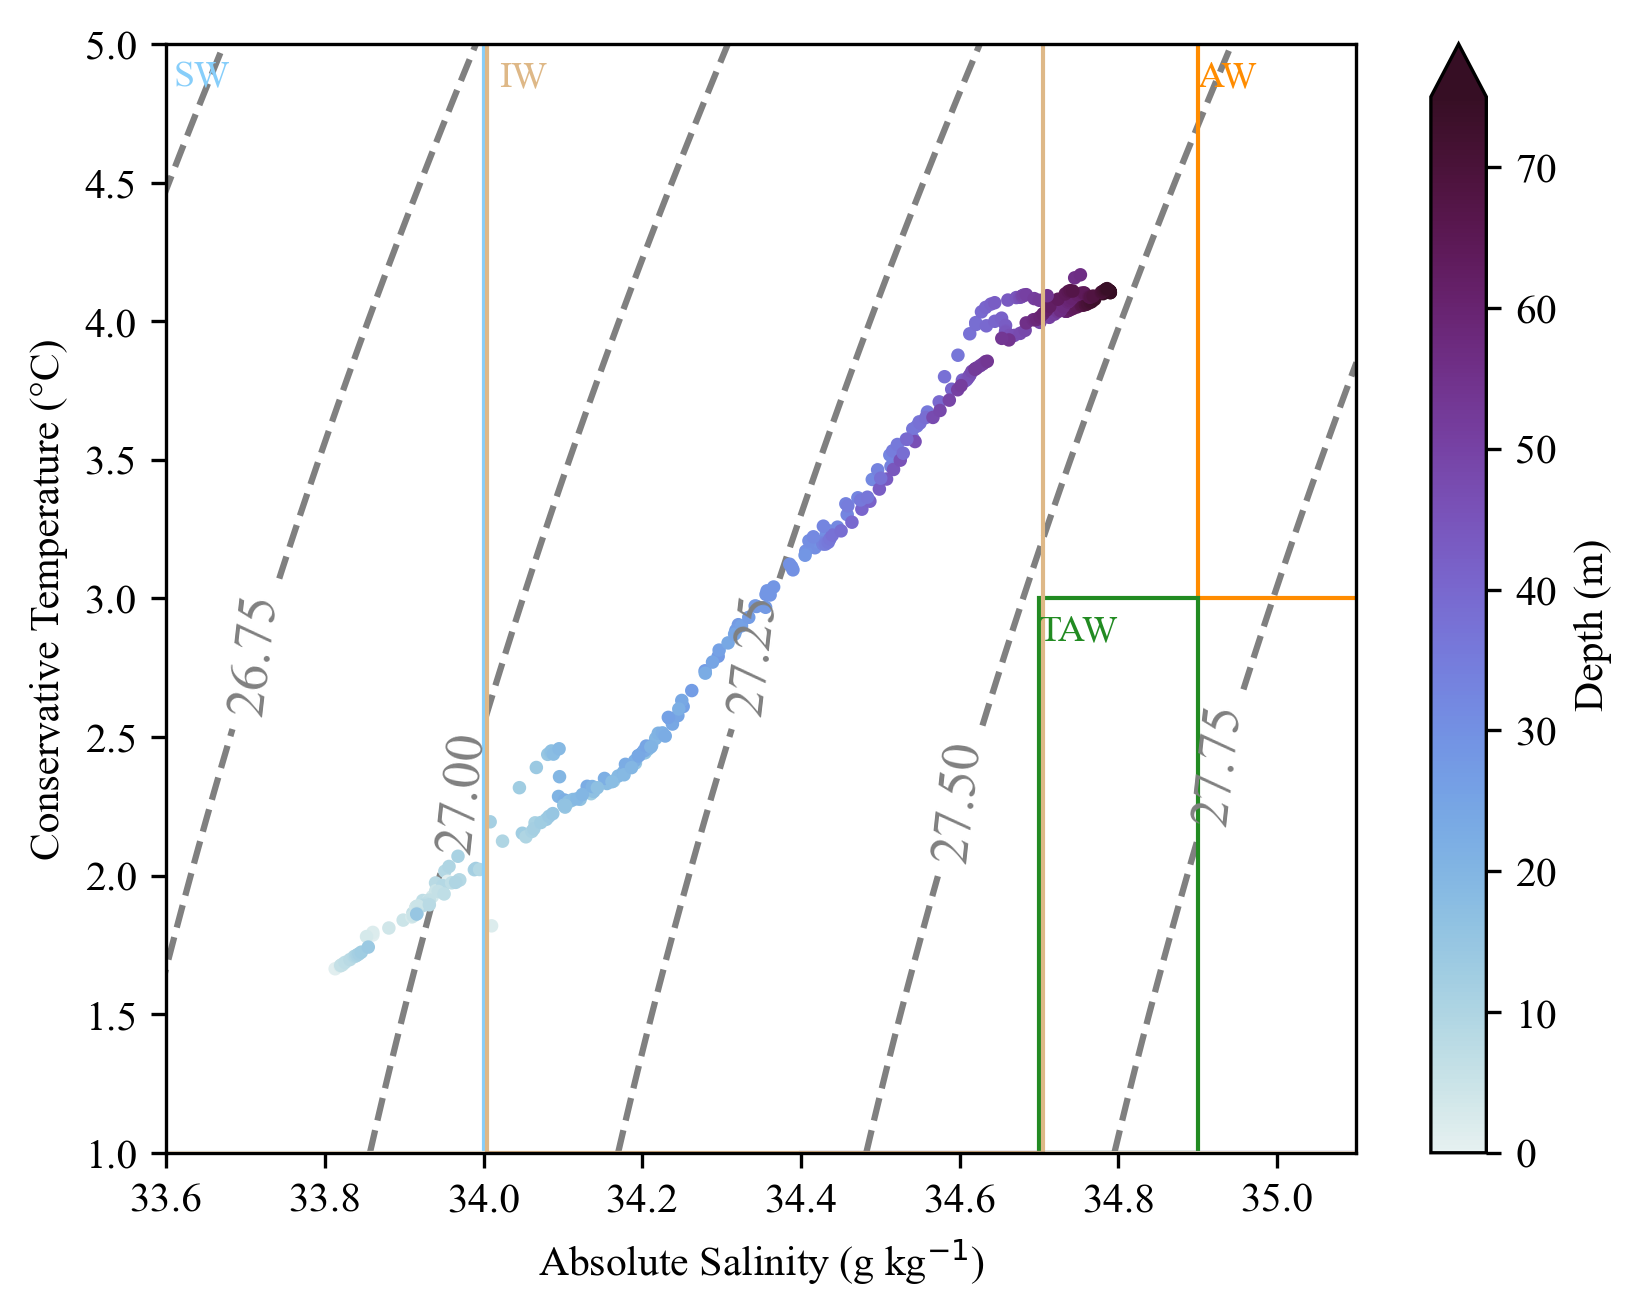 5.0
4.5
4.0
3.5
3.0
2.5
2.0
1.5
1.0
Conservative Temperature (°C)
SW
IW
AW
TAW
26.75
27.00
27.25
27.50
27.75
33.6 33.8 34.0 34.2 34.4 34.6 34.8 35.0
Absolute Salinity (g kg⁻¹)
70
60
50
40
30
20
10
0
Depth (m)